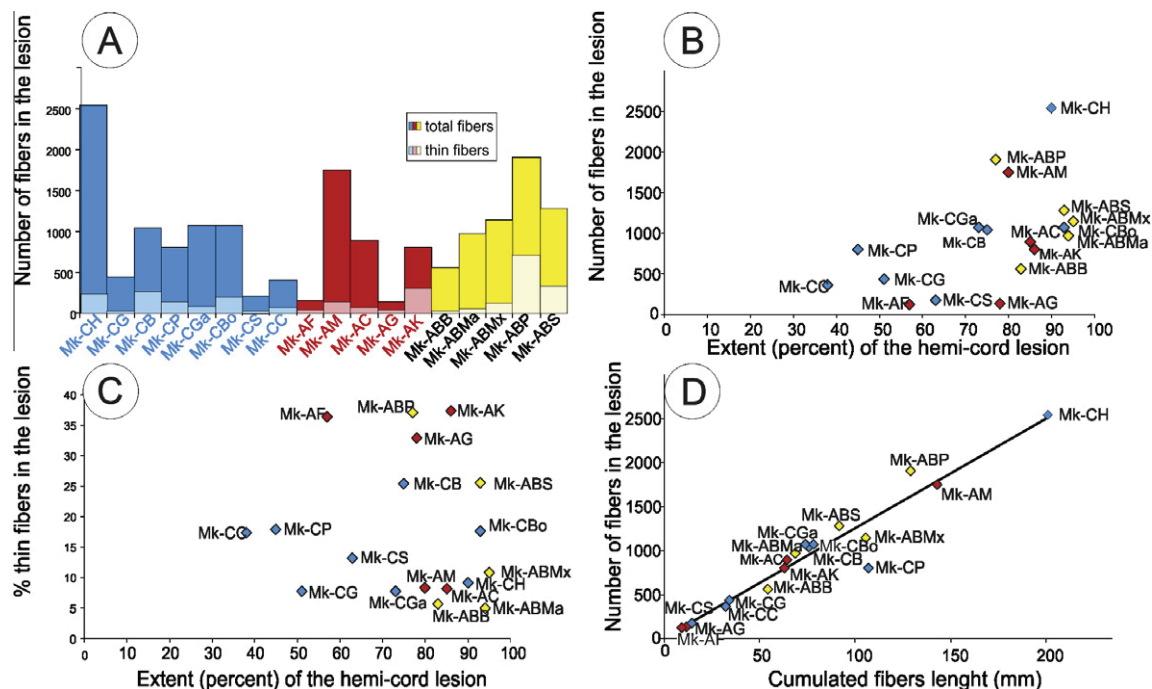 A
Number of fibers in the lesion
2500
2000
1500
1000
500
0
total fibers
thin fibers
Mk-CH
Mk-CG
Mk-CB
Mk-CP
Mk-CGa
Mk-CBo
Mk-CS
Mk-CC
Mk-AF
Mk-AM
Mk-AC
Mk-AG
Mk-AK
Mk-ABB
Mk-ABMa
Mk-ABMx
Mk-ABP
Mk-ABS
B
Number of fibers in the lesion
3000
2500
2000
1500
1000
500
0
Mk-CH
Mk-ABP
Mk-AM
Mk-ABS
Mk-CGa
Mk-ABMx
Mk-AC
Mk-CBo
Mk-CB
Mk-ABMa
Mk-CP
Mk-AK
Mk-ABB
Mk-CC
Mk-CG
Mk-AF
Mk-CS
Mk-AG
0 10 20 30 40 50 60 70 80 90 100
Extent (percent) of the hemi-cord lesion
C
% thin fibers in the lesion
40
35
30
25
20
15
10
5
0
Mk-ABP
Mk-AF
Mk-AK
Mk-AG
Mk-CB
Mk-ABS
Mk-CC
Mk-CP
Mk-CBo
Mk-CS
Mk-ABMx
Mk-AM
Mk-CH
Mk-CG
Mk-AC
Mk-CGa
Mk-ABB
Mk-ABMa
0 10 20 30 40 50 60 70 80 90 100
Extent (percent) of the hemi-cord lesion
D
Number of fibers in the lesion
3000
2500
2000
1500
1000
500
0
Mk-CH
Mk-ABP
Mk-AM
Mk-ABS
Mk-CGa
Mk-ABMx
Mk-ABMa
Mk-CBo
Mk-AC
Mk-CB
Mk-CP
Mk-AK
Mk-ABB
Mk-CS
Mk-CG
Mk-CC
Mk-AG
Mk-AF
0 50 100 150 200
Cumulated fibers lenght (mm)